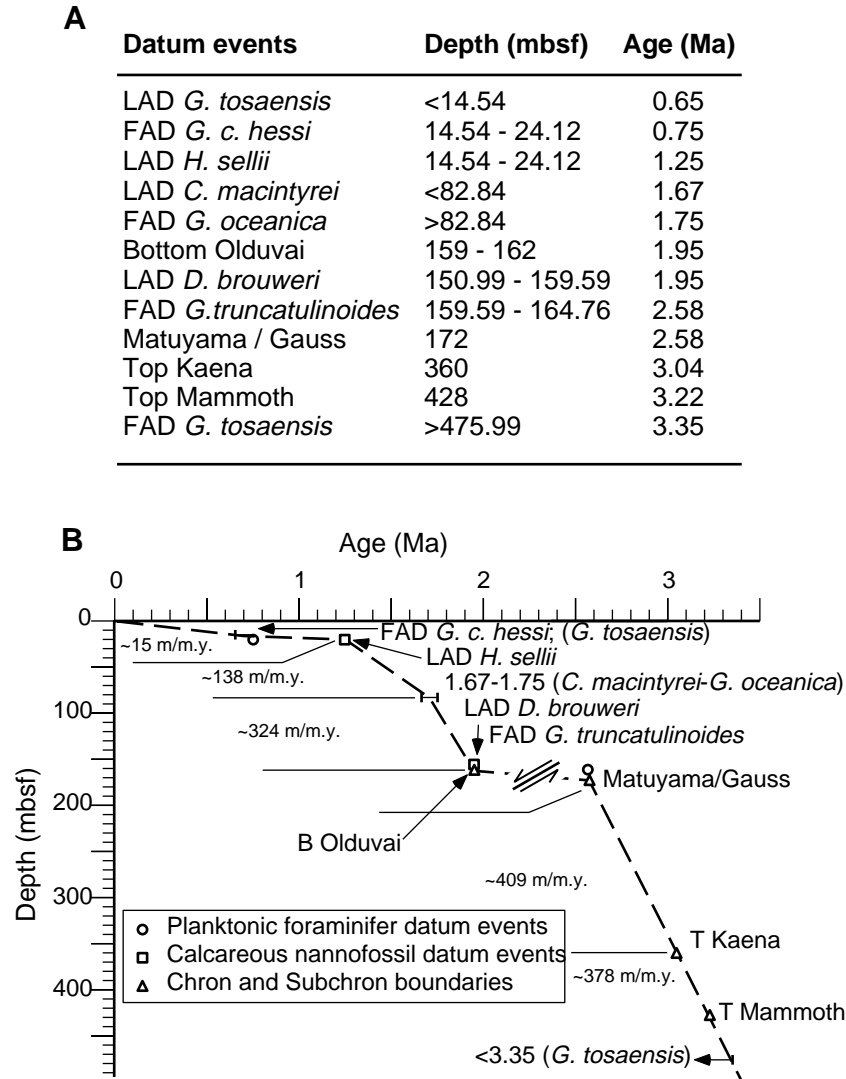 A
Datum events Depth (mbsf) Age (Ma)
LAD G. tosaensis <14.54 0.65
FAD G. c. hessi 14.54 - 24.12 0.75
LAD H. sellii 14.54 - 24.12 1.25
LAD C. macintyrei <82.84 1.67
FAD G. oceanica >82.84 1.75
Bottom Olduvai 159 - 162 1.95
LAD D. brouweri 150.99 - 159.59 1.95
FAD G.truncatulinoides 159.59 - 164.76 2.58
Matuyama / Gauss 172 2.58
Top Kaena 360 3.04
Top Mammoth 428 3.22
FAD G. tosaensis >475.99 3.35
B
Age (Ma)
0 1 2 3
0
FAD G. c. hessi; (G. tosaensis)
~15 m/m.y.
LAD H. sellii
~138 m/m.y.
1.67-1.75 (C. macintyrei-G. oceanica)
100
LAD D. brouweri
~324 m/m.y.
FAD G. truncatulinoides
Matuyama/Gauss
200
B Olduvai
Depth (mbsf)
~409 m/m.y.
300
Planktonic foraminifer datum events
Calcareous nannofossil datum events
Chron and Subchron boundaries
T Kaena
~378 m/m.y.
400
T Mammoth
<3.35 (G. tosaensis)